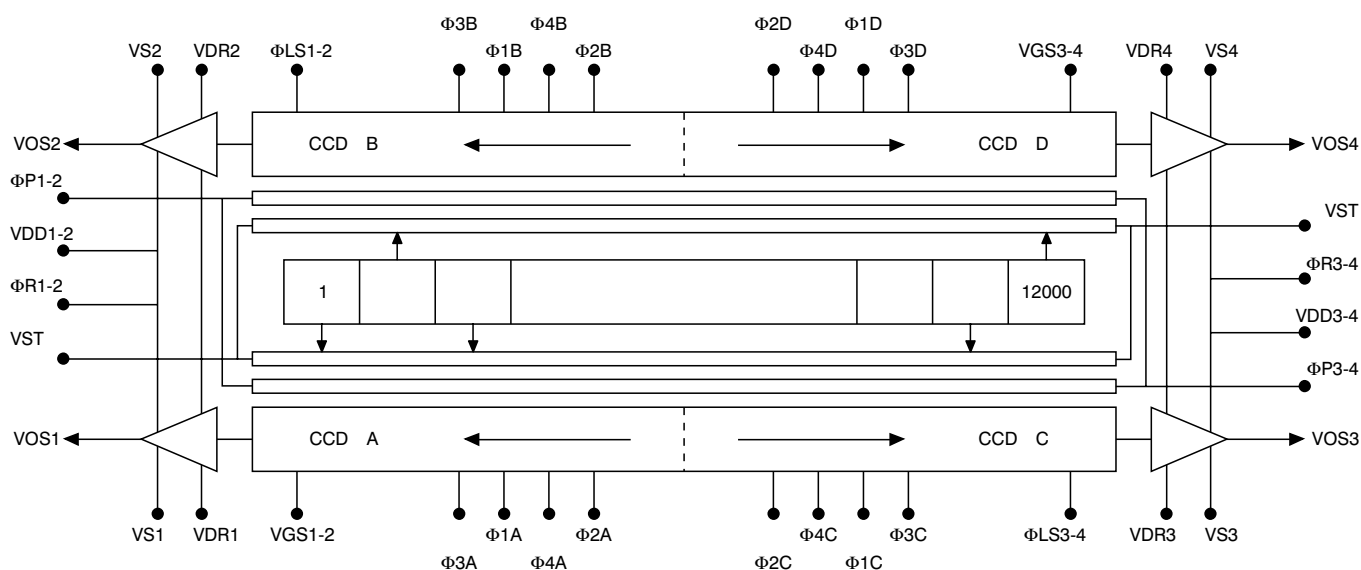 Φ3B Φ4B Φ2D Φ1D
VS2 VDR2 ΦLS1-2 Φ1B Φ2B Φ4D Φ3D VGS3-4 VDR4 VS4
VOS2 CCD B CCD D VOS4
ΦP1-2
VST
VDD1-2
ΦR3-4
ΦR1-2 1 12000
VDD3-4
VST
ΦP3-4
VOS1 CCD A CCD C VOS3
VS1 VDR1 VGS1-2 Φ1A Φ2A Φ4C Φ3C ΦLS3-4 VDR3 VS3
Φ3A Φ4A Φ2C Φ1C